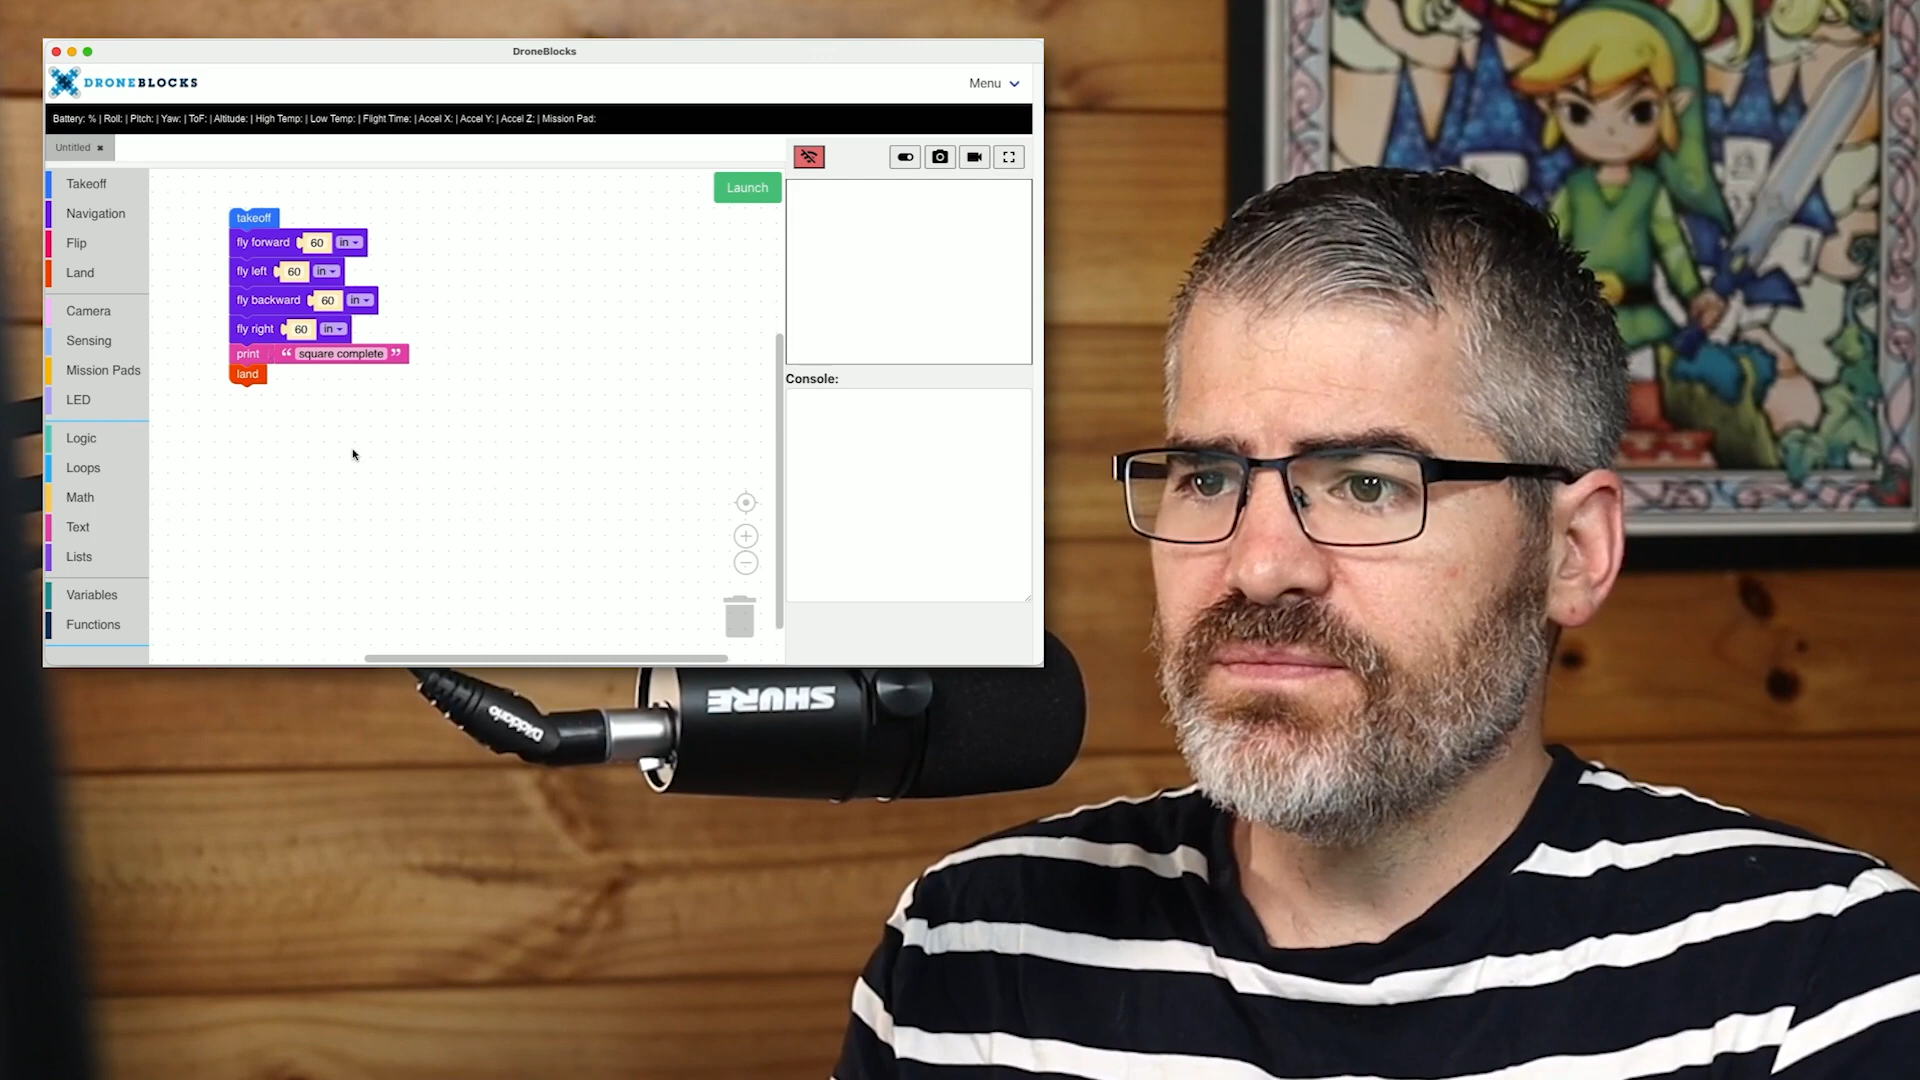 DroneBlocks
DRONEBLOCKS
Menu
Battery: % | Roll: | Pitch: | Yaw: | ToF: | Altitude: | High Temp: | Low Temp: | Flight Time: | Accel X: | Accel Y: | Accel Z: | Mission Pad:
Untitled ✖
Takeoff
Navigation
Flip
Land
Camera
Sensing
Mission Pads
LED
Logic
Loops
Math
Text
Lists
Variables
Functions
Launch
takeoff
fly forward 60 in
fly left 60 in
fly backward 60 in
fly right 60 in
print “ square complete ”
land
Console:
SHURE
D'Addario